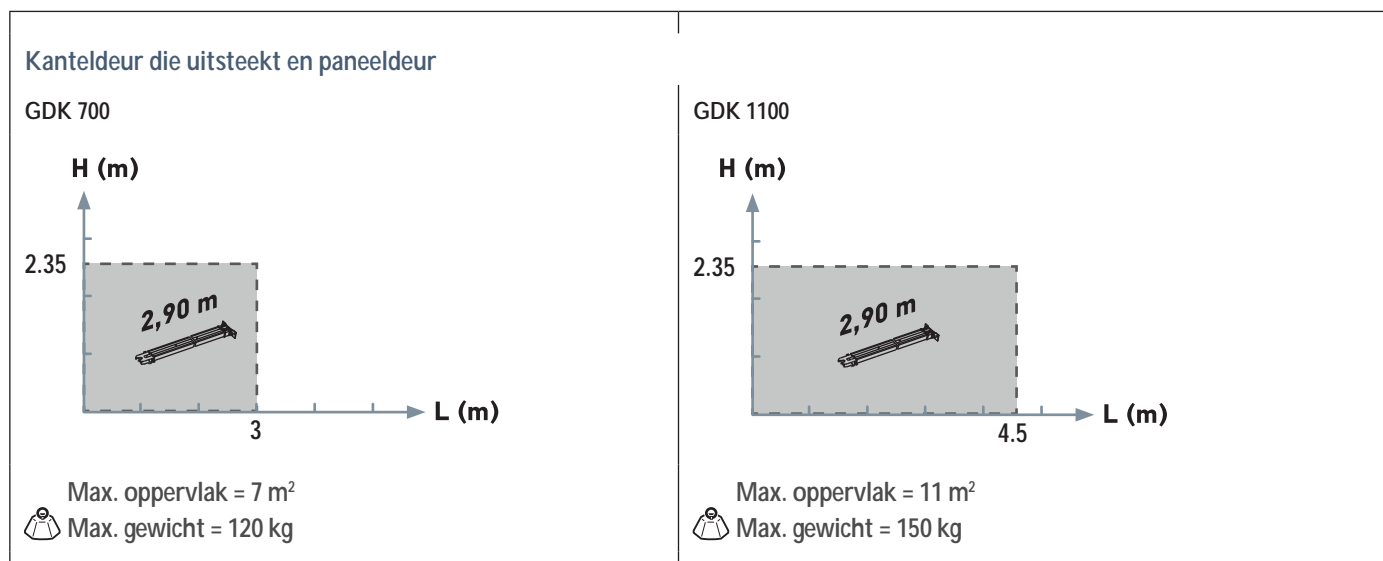 Kanteldeur die uitsteekt en paneeldeur
GDK 700
H (m)
2.35
2,90 m
L (m)
3
Max. oppervlak = 7 m²
Max. gewicht = 120 kg
GDK 1100
H (m)
2.35
2,90 m
L (m)
4.5
Max. oppervlak = 11 m²
Max. gewicht = 150 kg